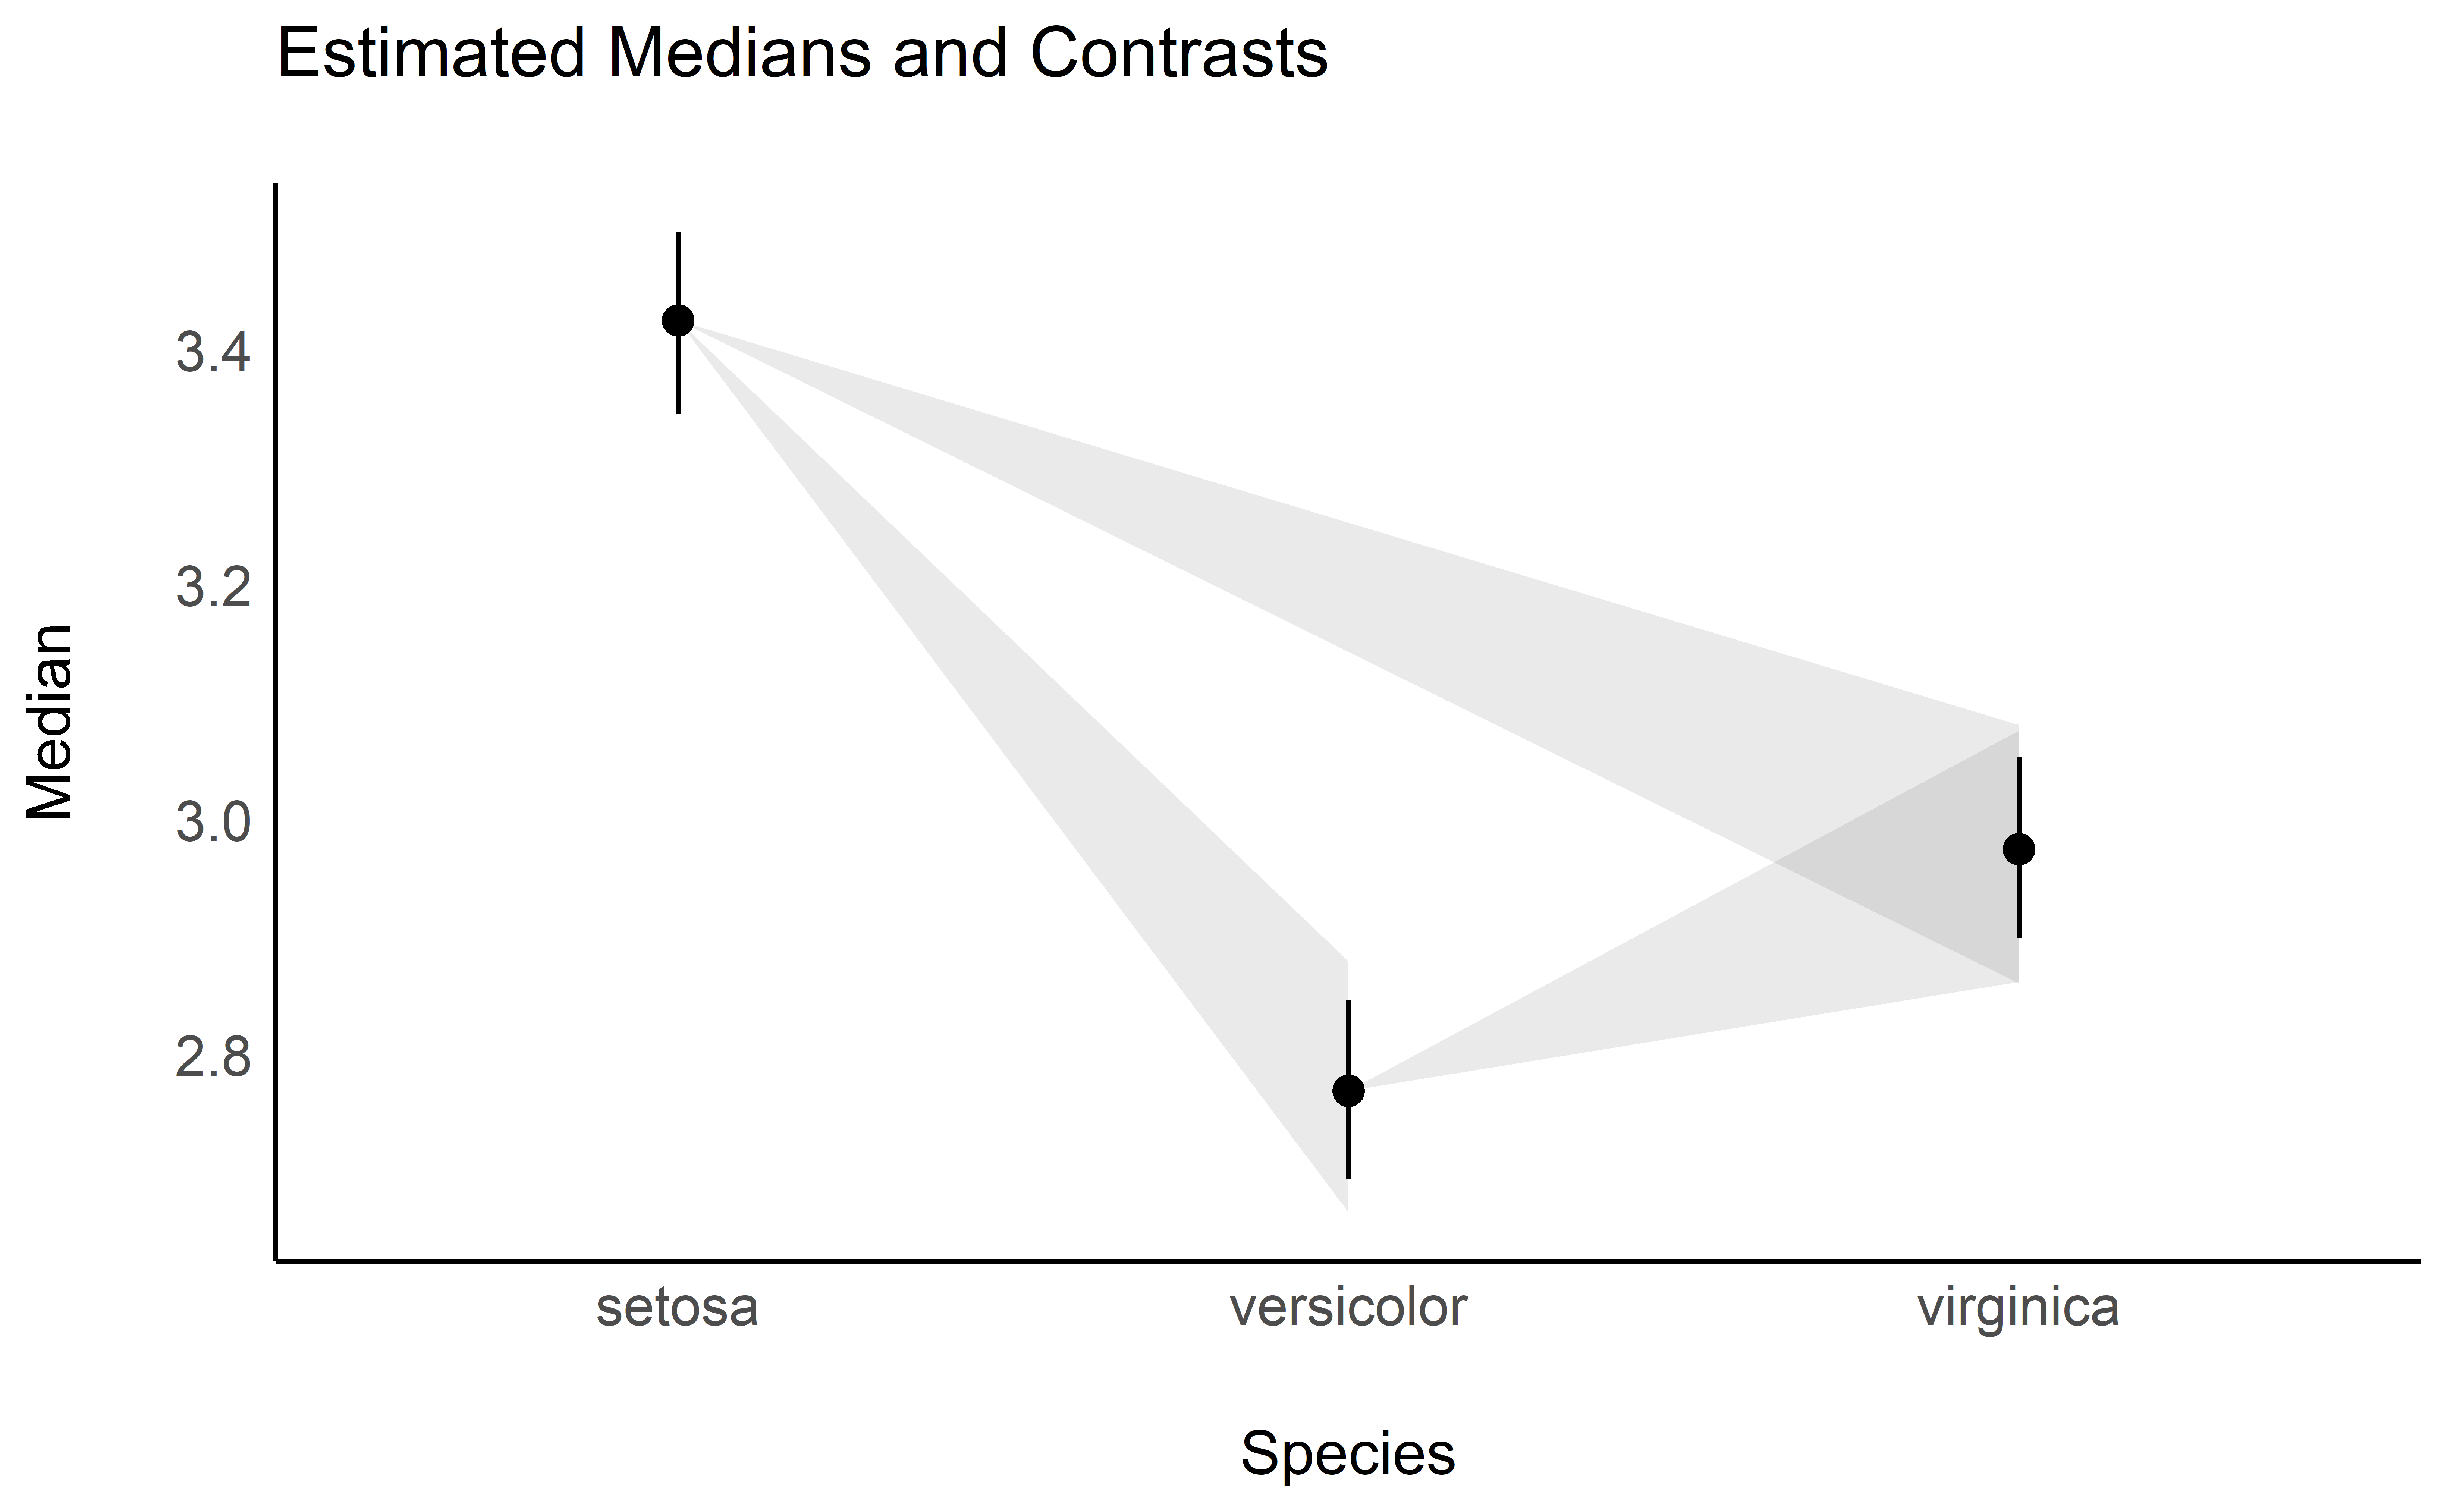 Estimated Medians and Contrasts
Median
3.4
3.2
3.0
2.8
setosa versicolor virginica
Species